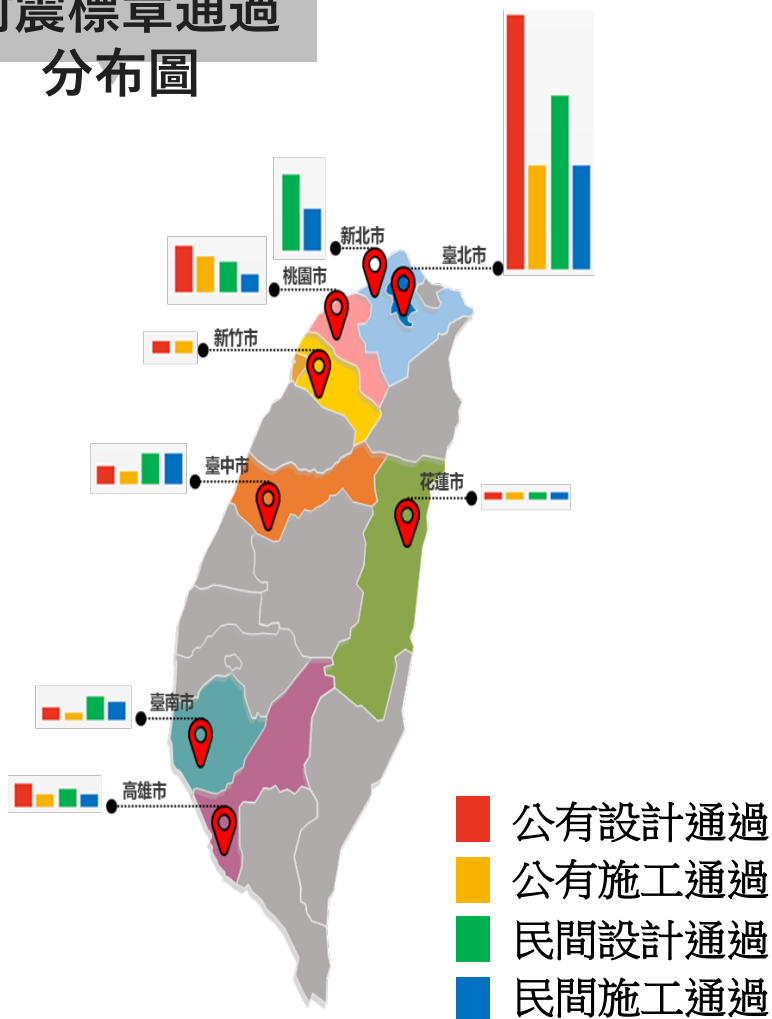 震標章通過
分布圖
新北市
臺北市
桃園市
新竹市
臺中市
花蓮市
臺南市
高雄市
公有設計通過
公有施工通過
民間設計通過
民間施工通過